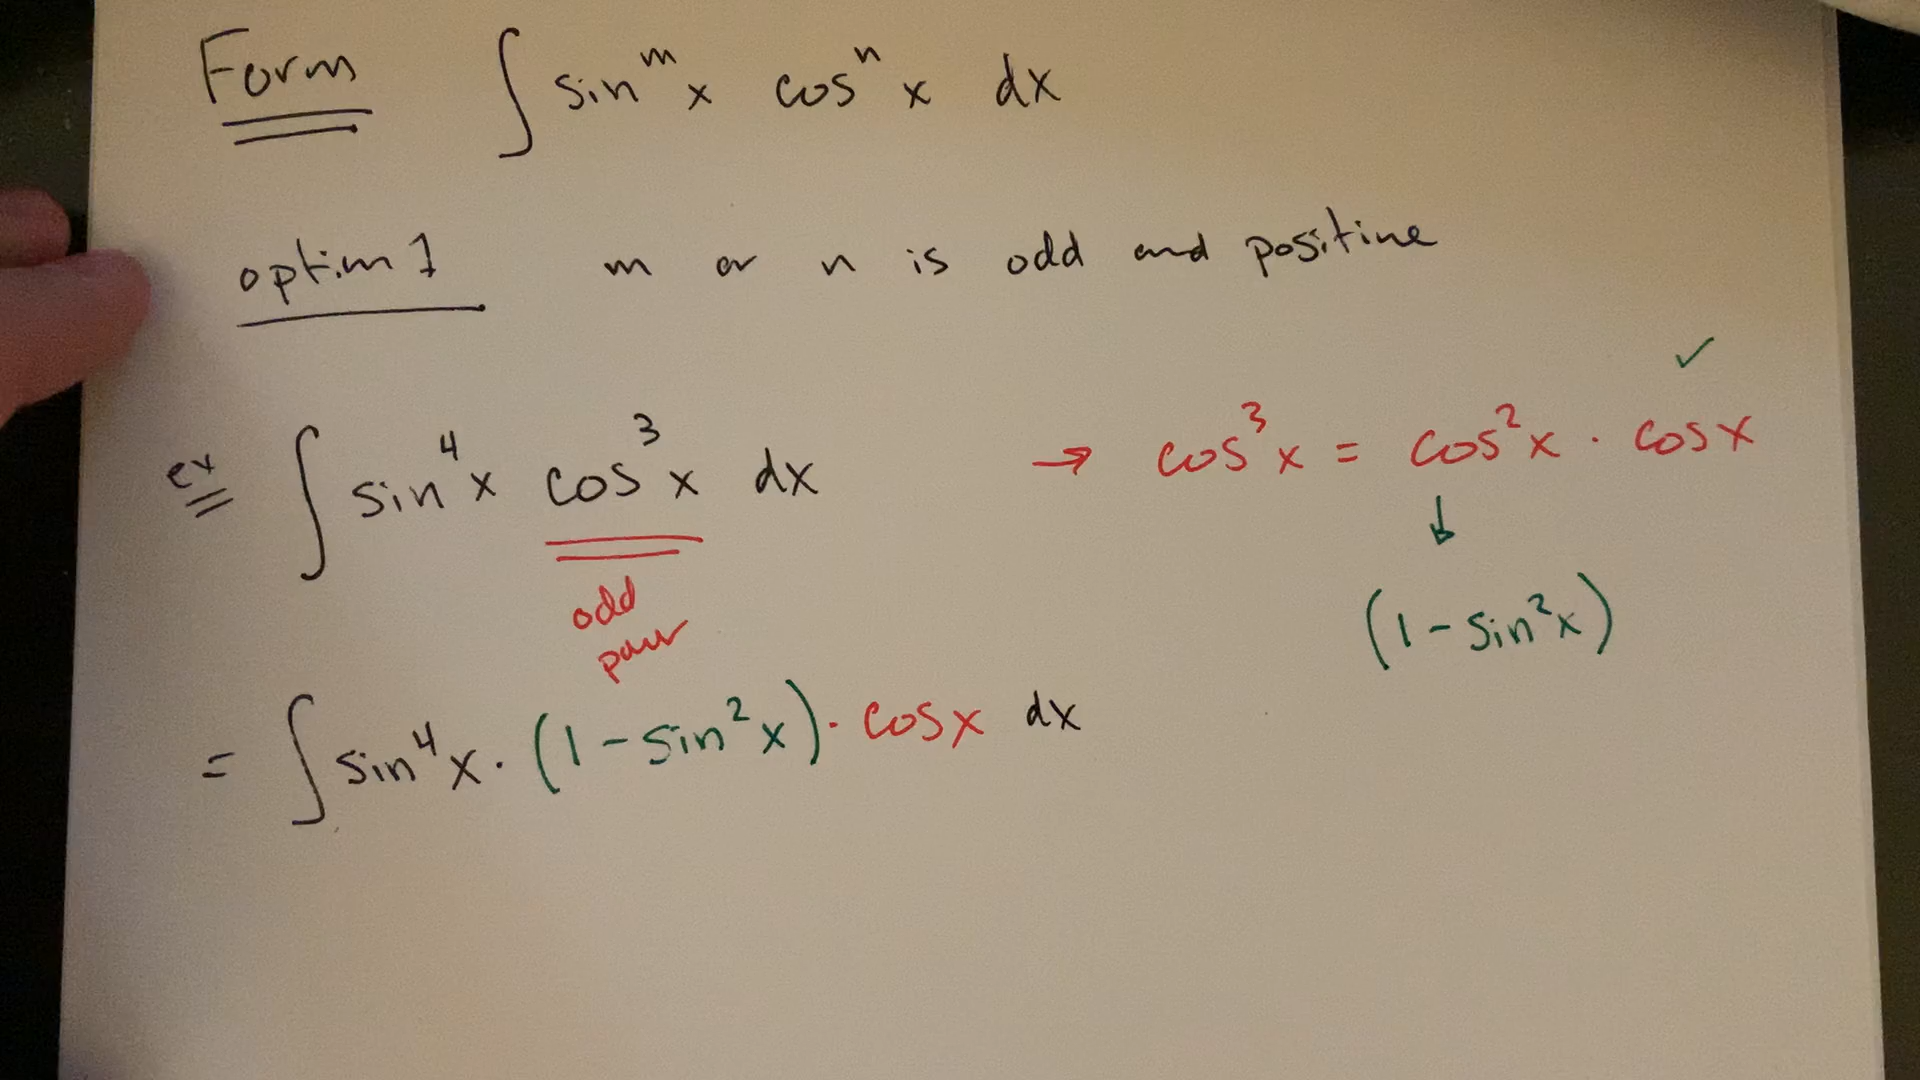 Form ∫ sin^m x cos^n x dx
option 1 m or n is odd and positive
ex ∫ sin^4 x cos^3 x dx → cos^3 x = cos^2 x · cos x ✓
↓
odd
(1 - sin^2 x)
power
= ∫ sin^4 x · (1 - sin^2 x) · cos x dx